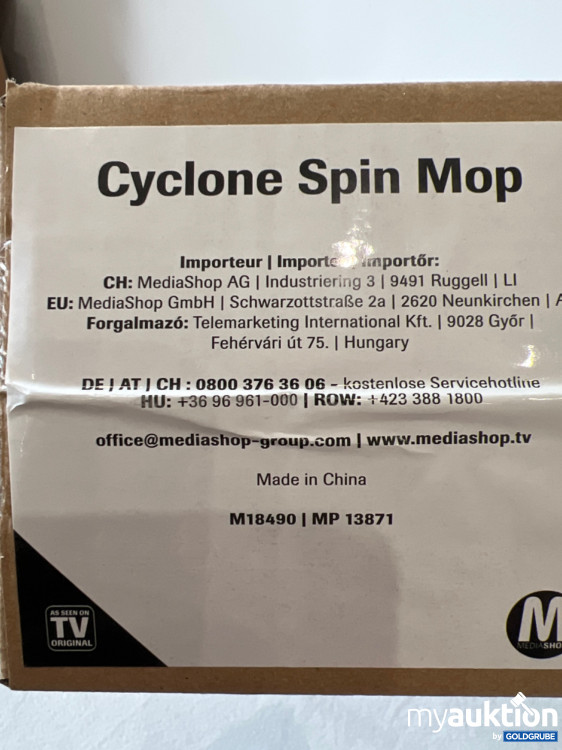 Cyclone Spin Mop
Importeur | Importőr:
CH: MediaShop AG | Industriering 3 | 9491 Ruggell | LI
EU: MediaShop GmbH | Schwarzottstraße 2a | 2620 Neunkirchen |
Forgalmazó: Telemarketing International Kft. | 9028 Győr |
Fehérvári út 75. | Hungary
DE | AT | CH : 0800 376 36 06 – kostenlose Servicehotline
HU: +36 96 961-000 | ROW: +423 388 1800
office@mediashop-group.com | www.mediashop.tv
Made in China
M18490 | MP 13871
AS SEEN ON
TV
ORIGINAL
M
myauktion
by GOLDGRUBE